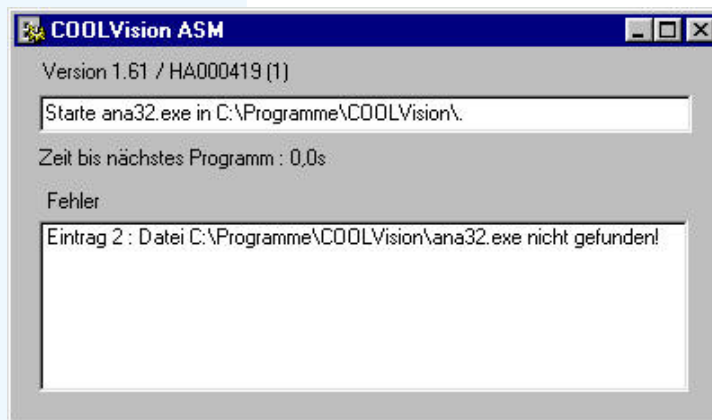 COOLVision ASM
Version 1.61 / HA000419 (1)
Starte ana32.exe in C:\Programme\COOLVision\.
Zeit bis nächstes Programm : 0,0s
Fehler
Eintrag 2 : Datei C:\Programme\COOLVision\ana32.exe nicht gefunden!